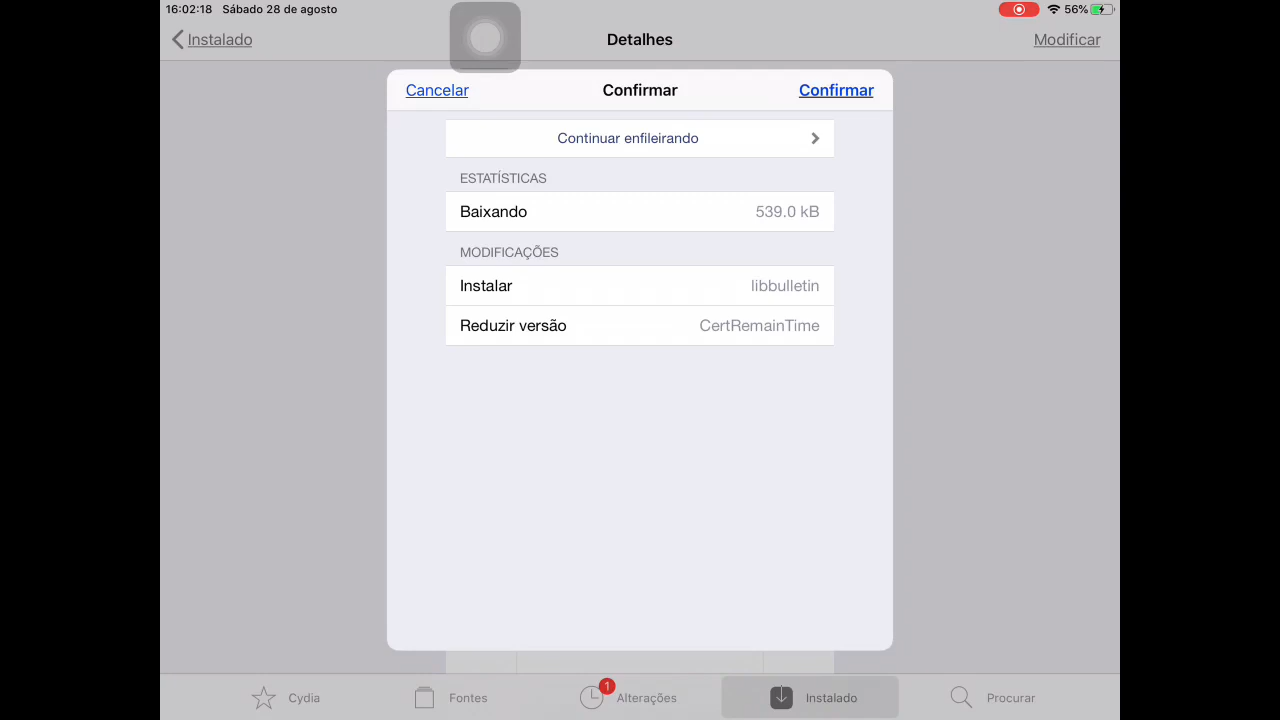 16:02:18 Sábado 28 de agosto 56%
Instalado Detalhes Modificar
Cancelar Confirmar Confirmar
Continuar enfileirando
ESTATÍSTICAS
Baixando 539.0 kB
MODIFICAÇÕES
Instalar libbulletin
Reduzir versão CertRemainTime
Cydia Fontes 1 Alterações Instalado Procurar